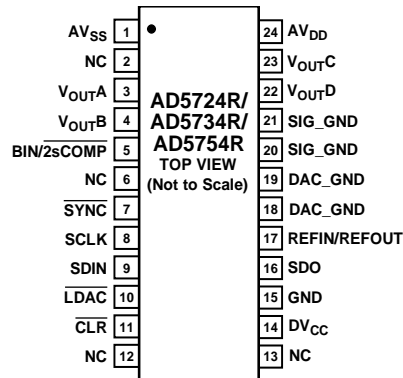 AVSS 1
NC 2
VOUTA 3
VOUTB 4
BIN/2sCOMP 5
NC 6
SYNC 7
SCLK 8
SDIN 9
LDAC 10
CLR 11
NC 12
AD5724R/
AD5734R/
AD5754R
TOP VIEW
(Not to Scale)
24 AVDD
23 VOUTC
22 VOUTD
21 SIG_GND
20 SIG_GND
19 DAC_GND
18 DAC_GND
17 REFIN/REFOUT
16 SDO
15 GND
14 DVCC
13 NC